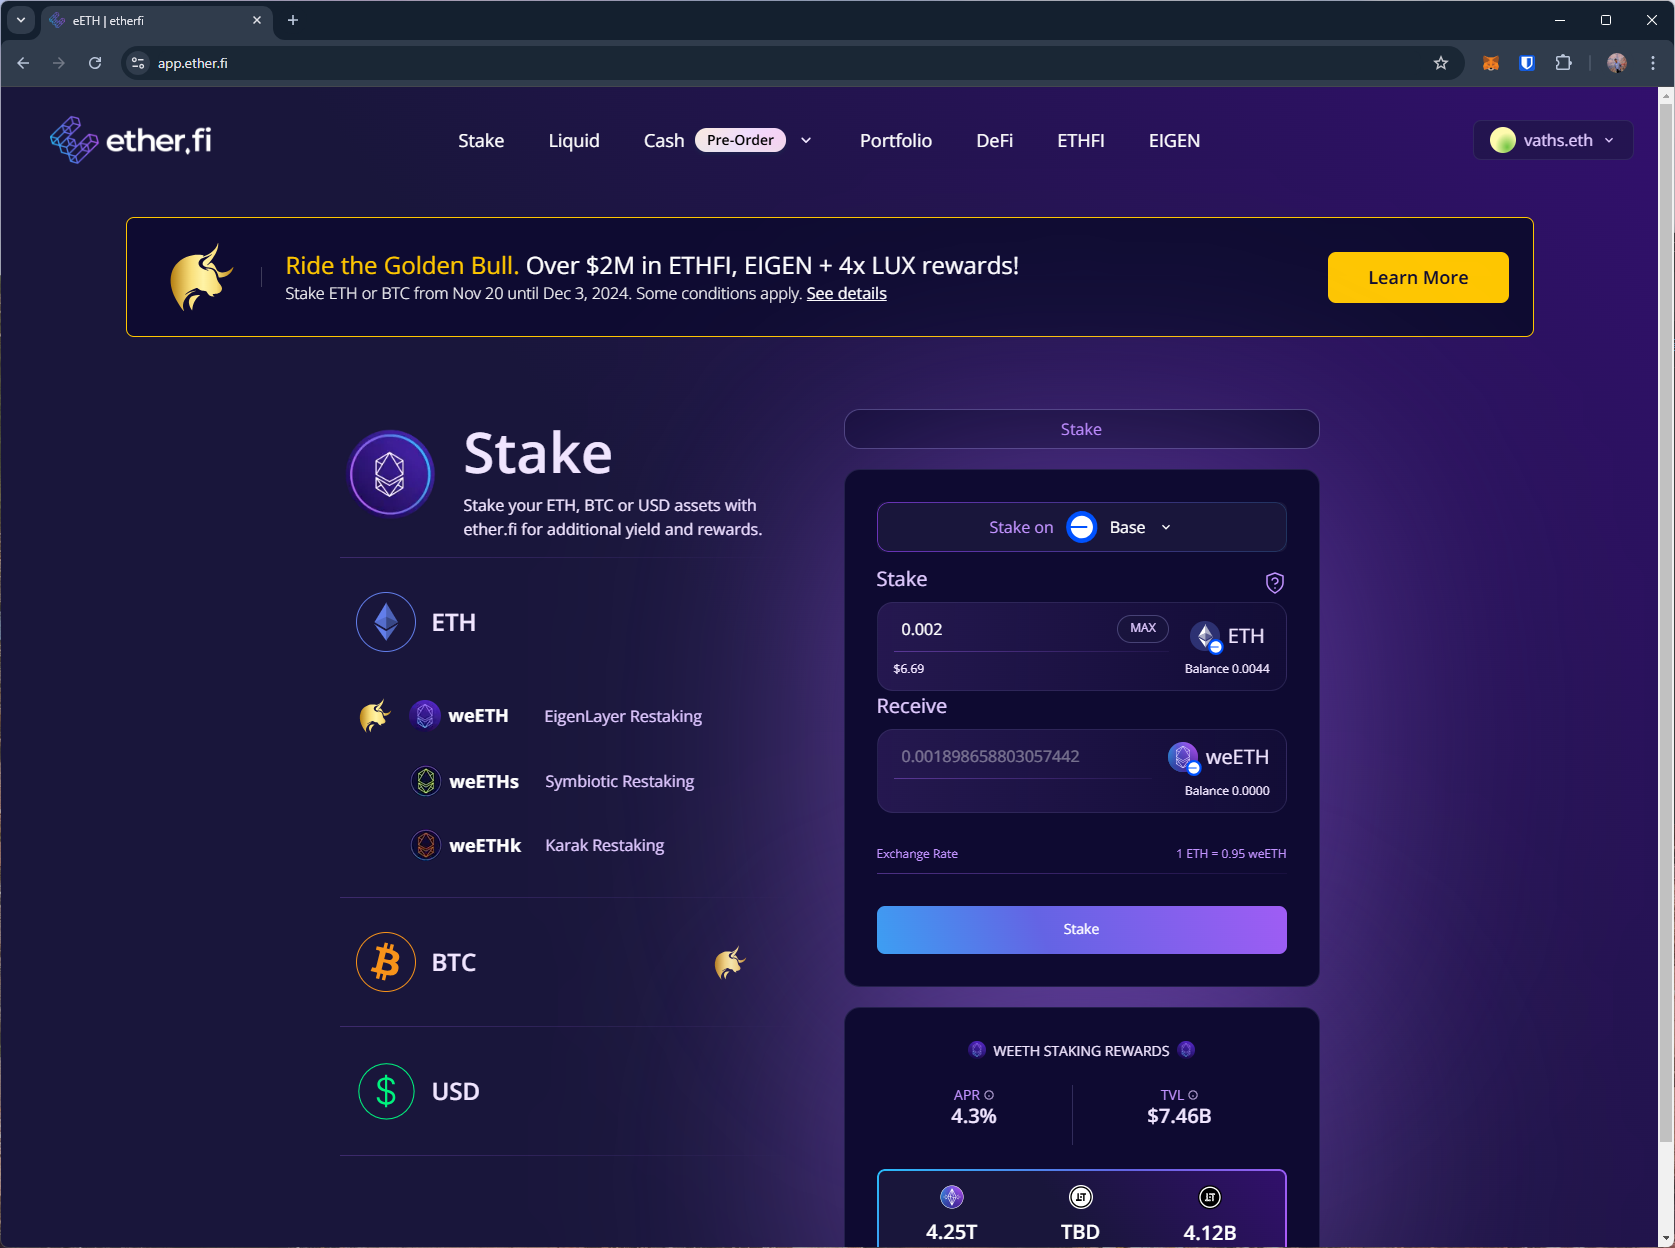 eETH | etherfi
app.ether.fi
ether.fi
Stake
Liquid
Cash
Pre-Order
Portfolio
DeFi
ETHFI
EIGEN
vaths.eth
Ride the Golden Bull. Over $2M in ETHFI, EIGEN + 4x LUX rewards!
Stake ETH or BTC from Nov 20 until Dec 3, 2024. Some conditions apply. See details
Learn More
Stake
Stake your ETH, BTC or USD assets with
ether.fi for additional yield and rewards.
ETH
weETH EigenLayer Restaking
weETHs Symbiotic Restaking
weETHk Karak Restaking
BTC
USD
Stake
Stake on Base
Stake
0.002 MAX ETH
$6.69 Balance 0.0044
Receive
0.001898658803057442 weETH
Balance 0.0000
Exchange Rate 1 ETH = 0.95 weETH
Stake
WEETH STAKING REWARDS
APR TVL
4.3% $7.46B
4.25T TBD 4.12B